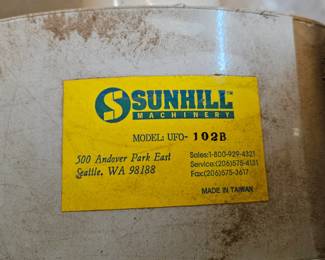 SUNHILL™
MACHINERY
MODEL: UFO- 102B
500 Andover Park East
Seattle, WA 98188
Sales:1-800-929-4321
Service:(206)575-4131
Fax:(206)575-3617
MADE IN TAIWAN